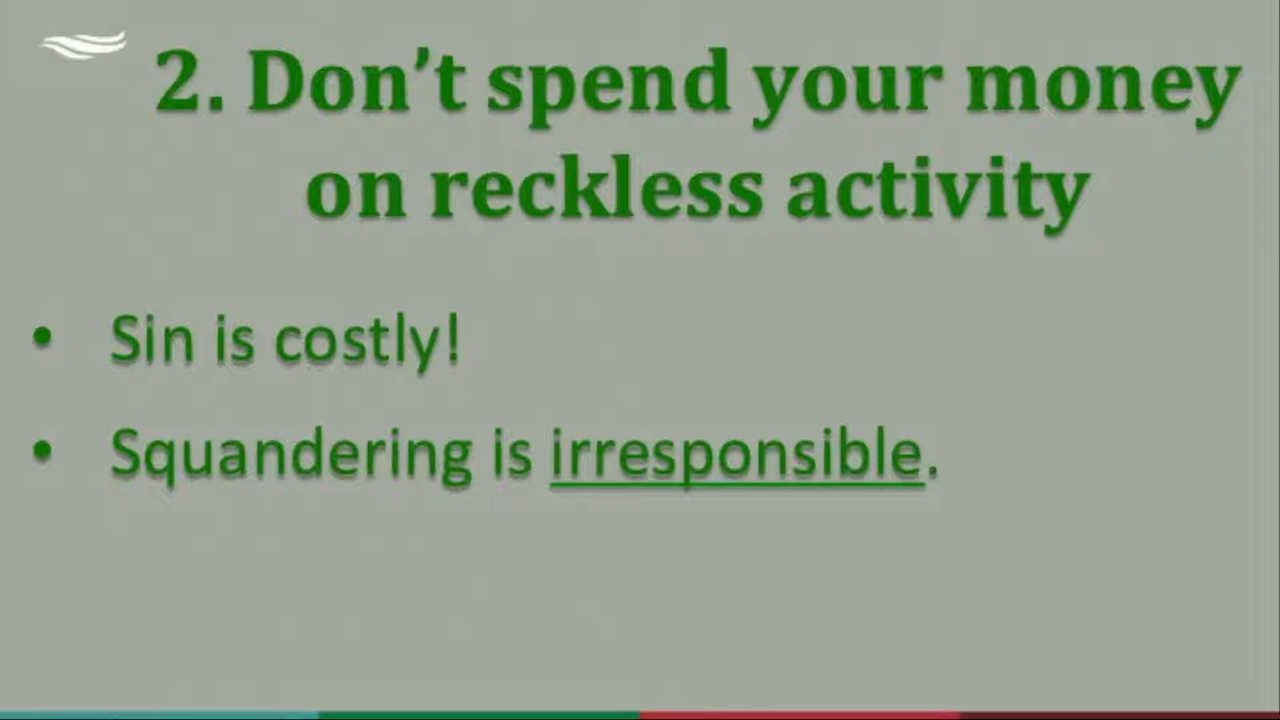 2. Don’t spend your money
on reckless activity
• Sin is costly!
• Squandering is irresponsible.